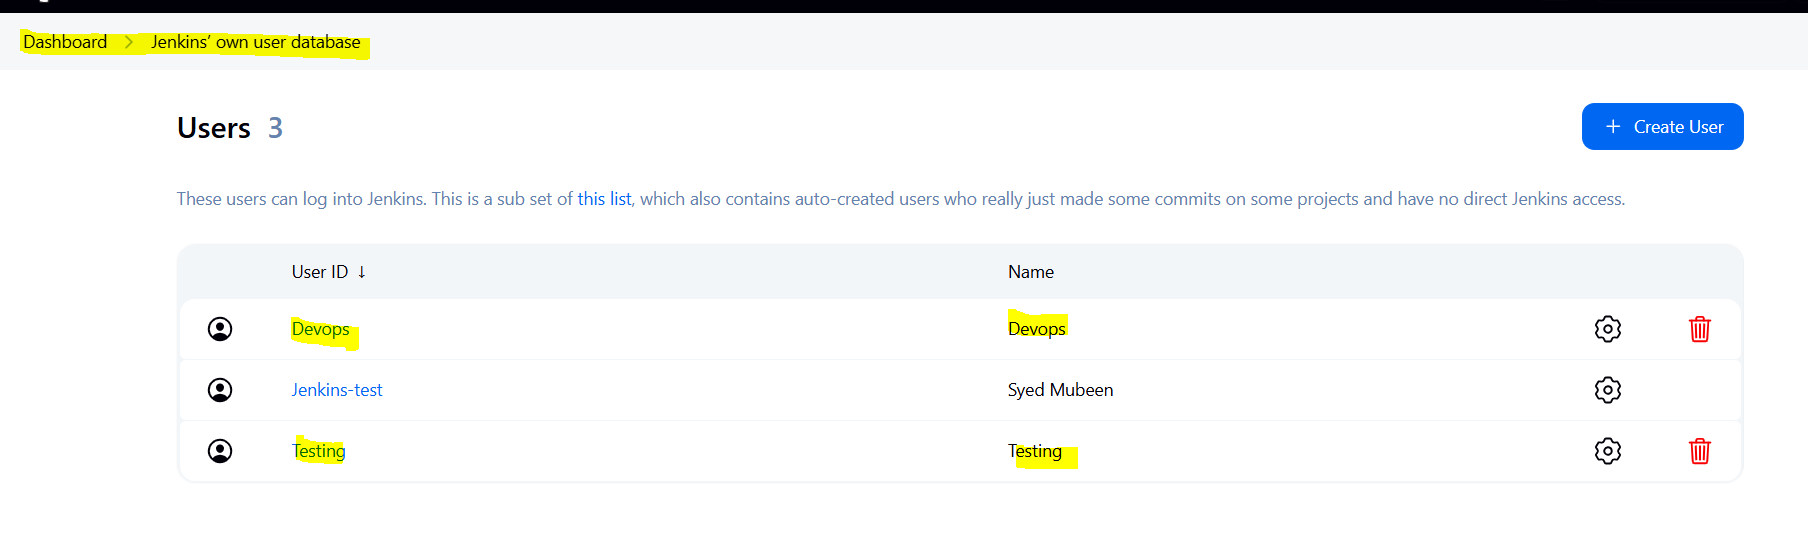 Dashboard > Jenkins’ own user database
Users 3
+ Create User
These users can log into Jenkins. This is a sub set of this list, which also contains auto-created users who really just made some commits on some projects and have no direct Jenkins access.
User ID ↓ Name
Devops Devops
Jenkins-test Syed Mubeen
Testing Testing